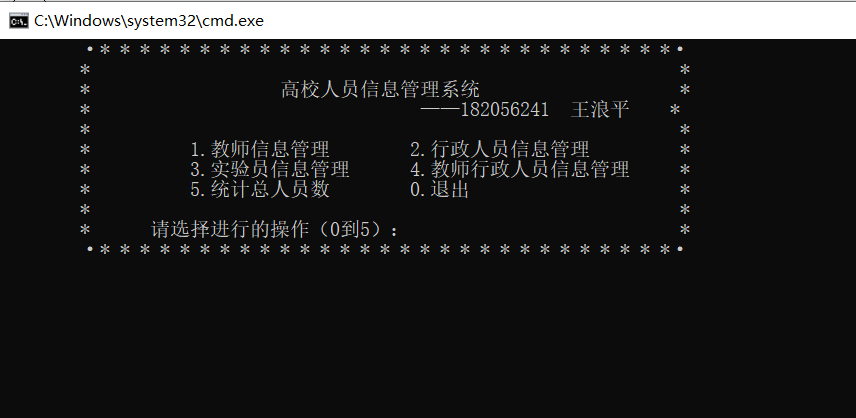 C:\Windows\system32\cmd.exe
·* * * * * * * * * * * * * * * * * * * * * * * * * * * * *·
* *
* 高校人员信息管理系统 *
* ——182056241 王浪平 *
* *
* 1.教师信息管理 2.行政人员信息管理 *
* 3.实验员信息管理 4.教师行政人员信息管理 *
* 5.统计总人员数 0.退出 *
* *
* 请选择进行的操作（0到5）： *
·* * * * * * * * * * * * * * * * * * * * * * * * * * * * *·